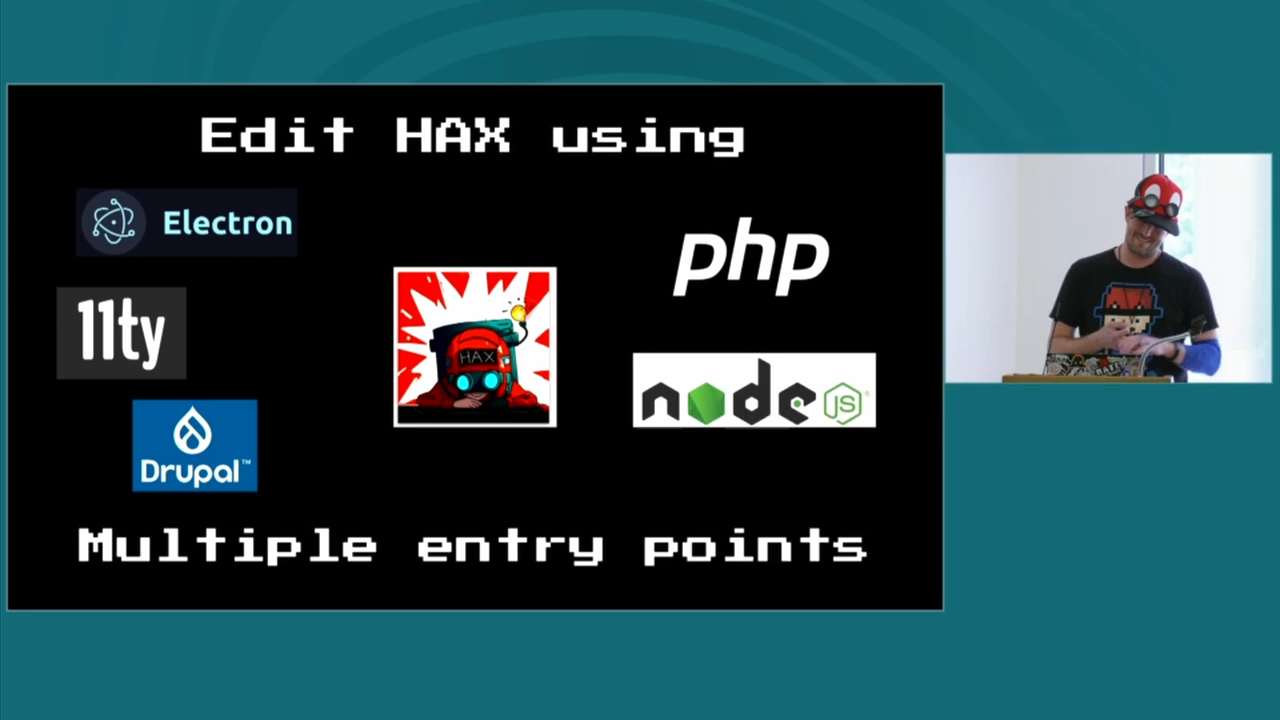 Edit HAX using
Electron
php
11ty
HAX
node
JS
Drupal™
Multiple entry points